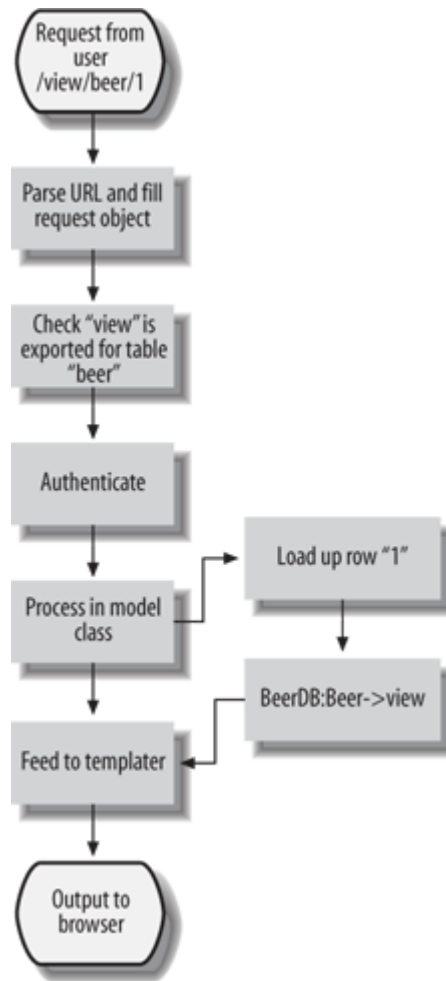 Request from
user
/view/beer/1
Parse URL and fill
request object
Check “view” is
exported for table
“beer”
Authenticate
Process in model
class
Load up row “1”
BeerDB:Beer->view
Feed to templater
Output to
browser